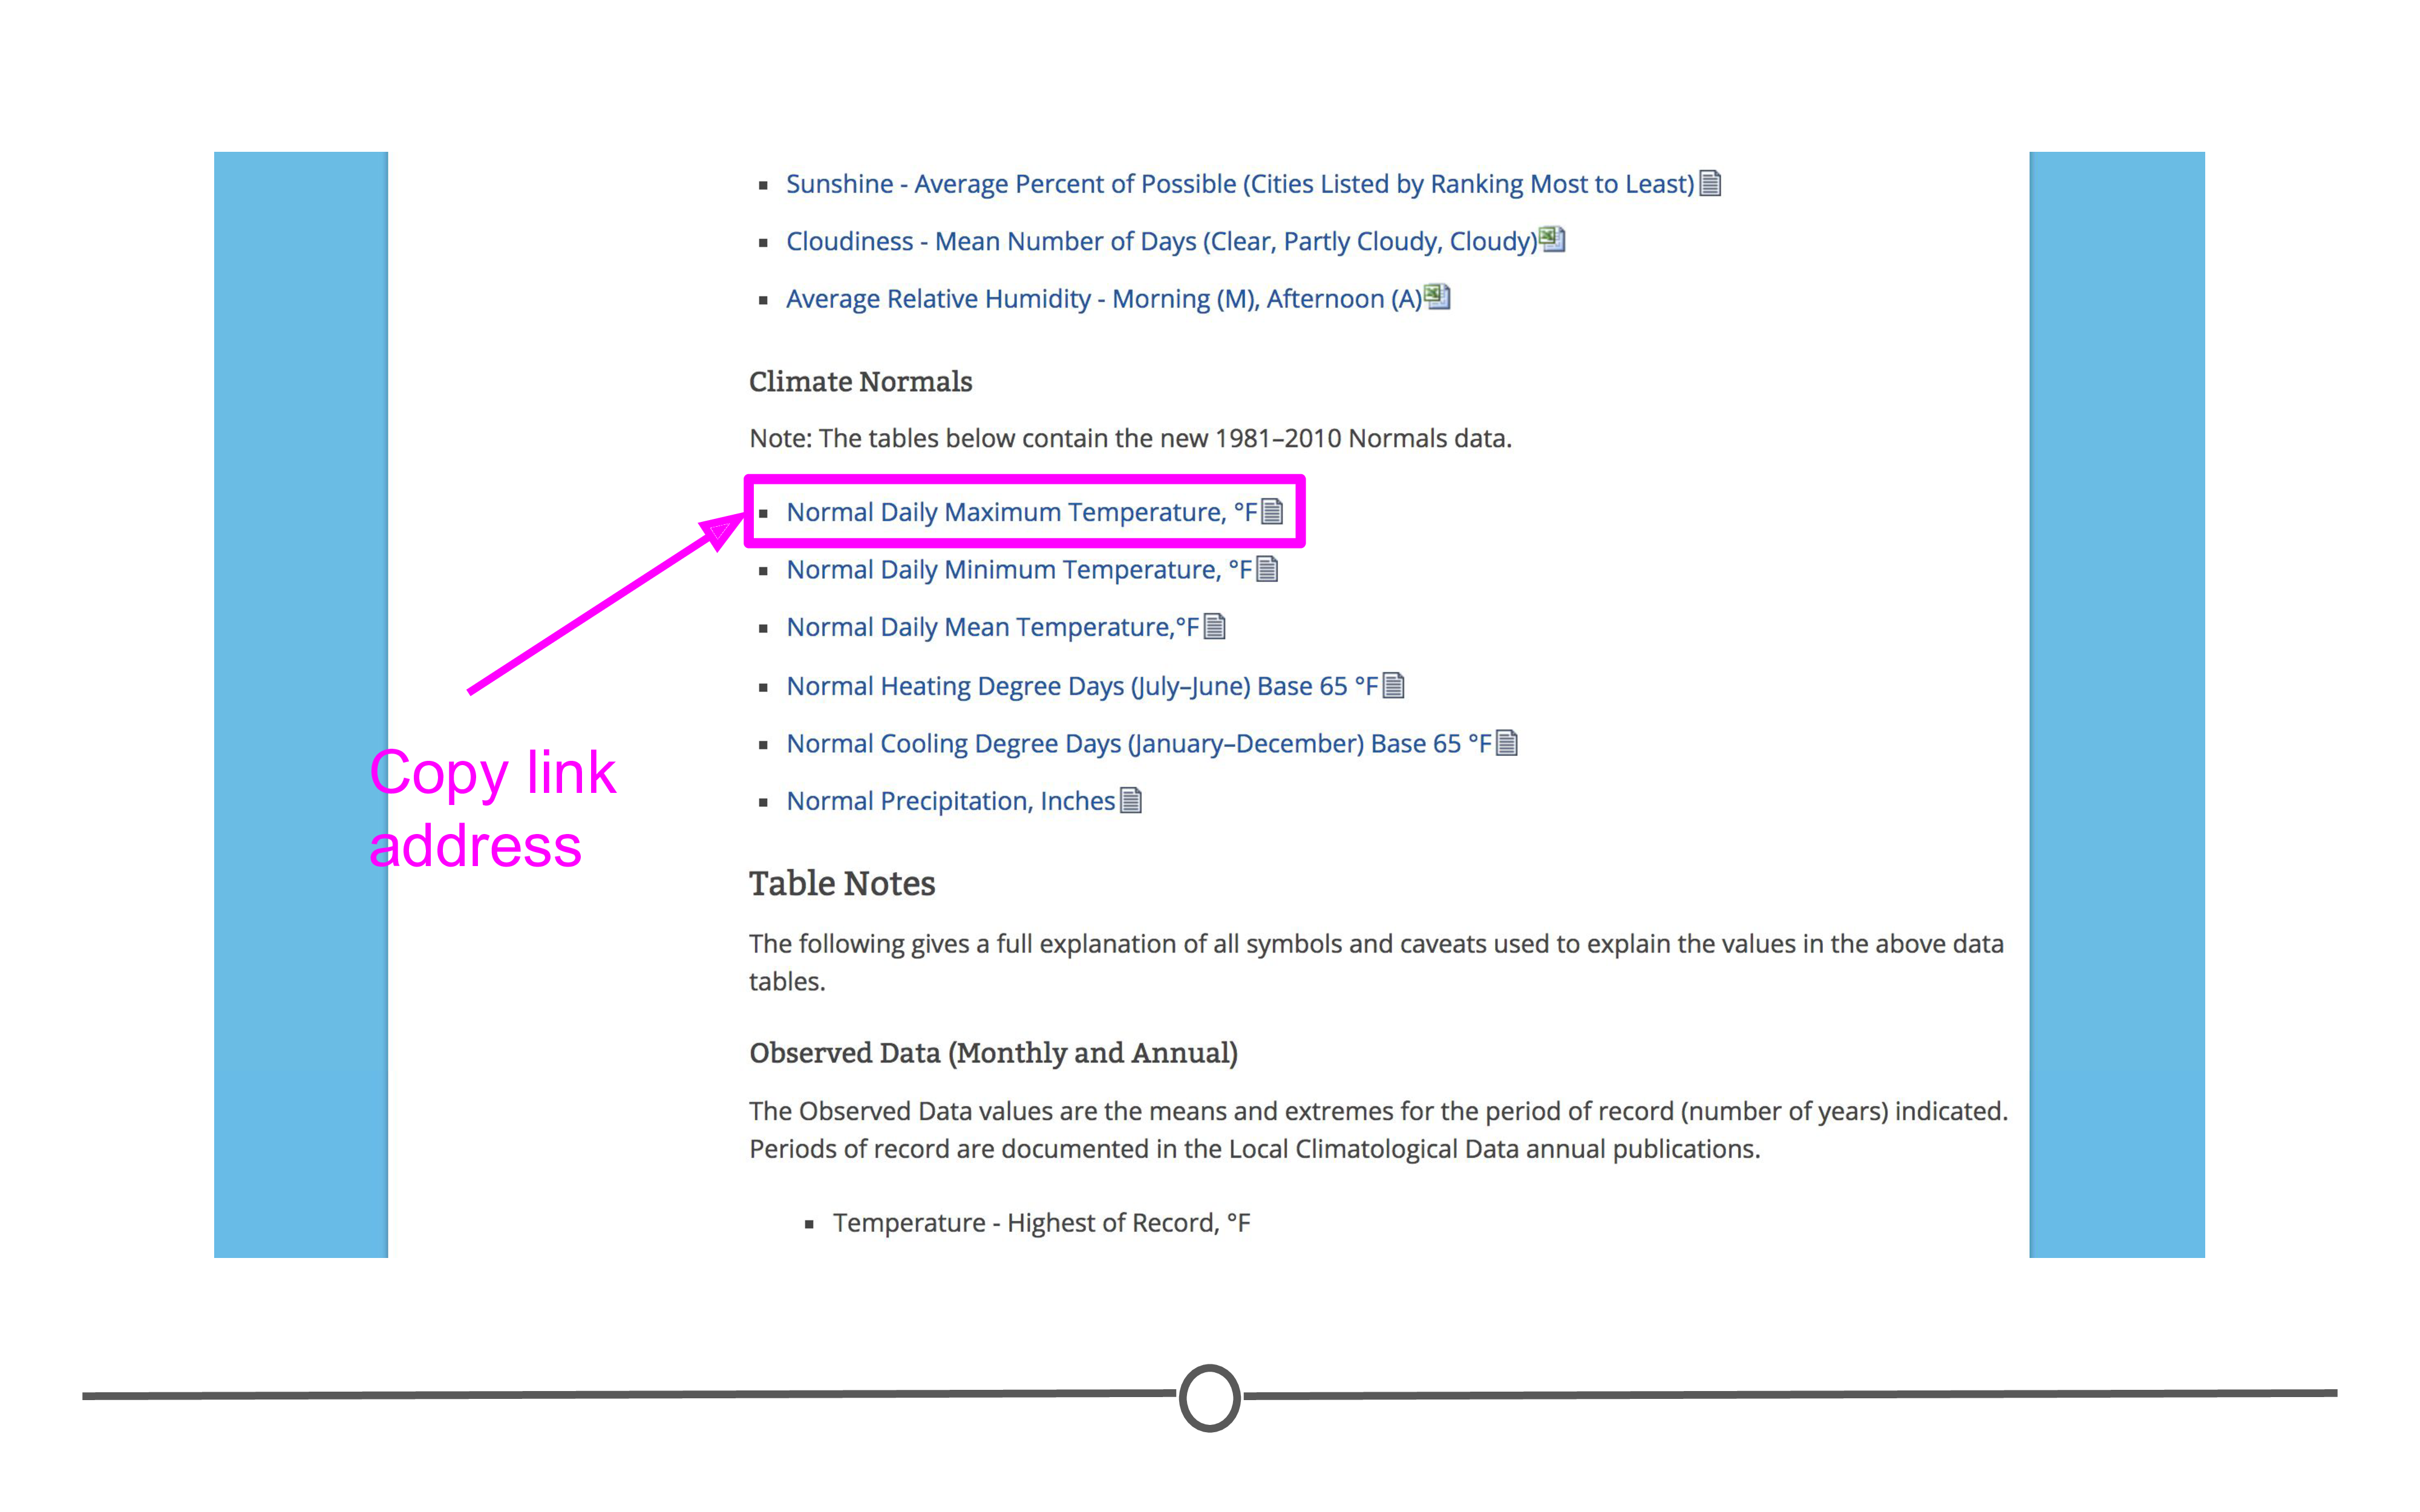 Sunshine - Average Percent of Possible (Cities Listed by Ranking Most to Least)
Cloudiness - Mean Number of Days (Clear, Partly Cloudy, Cloudy)
Average Relative Humidity - Morning (M), Afternoon (A)
Climate Normals
Note: The tables below contain the new 1981–2010 Normals data.
Normal Daily Maximum Temperature, °F
Normal Daily Minimum Temperature, °F
Normal Daily Mean Temperature,°F
Normal Heating Degree Days (July–June) Base 65 °F
Normal Cooling Degree Days (January–December) Base 65 °F
Normal Precipitation, Inches
Copy link
address
Table Notes
The following gives a full explanation of all symbols and caveats used to explain the values in the above data
tables.
Observed Data (Monthly and Annual)
The Observed Data values are the means and extremes for the period of record (number of years) indicated.
Periods of record are documented in the Local Climatological Data annual publications.
Temperature - Highest of Record, °F